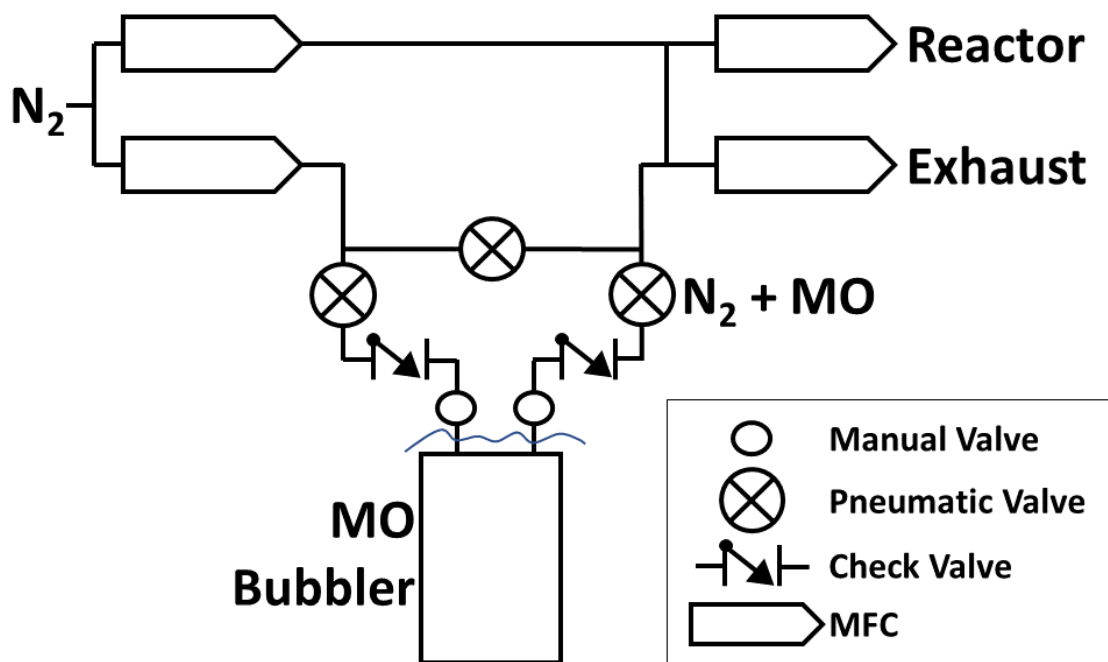 Reactor
N₂
Exhaust
N₂ + MO
MO
Bubbler
Manual Valve
Pneumatic Valve
Check Valve
MFC